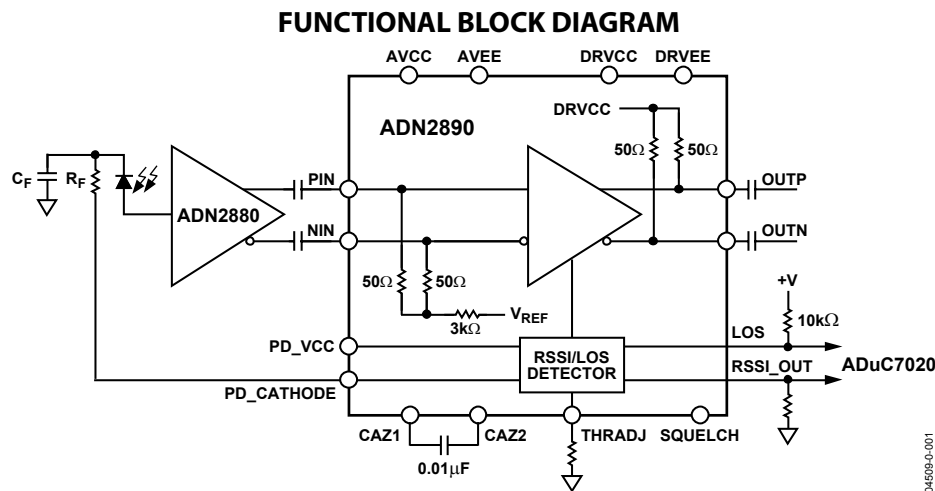 FUNCTIONAL BLOCK DIAGRAM
AVCC AVEE DRVCC DRVEE
DRVCC
ADN2890
50Ω 50Ω
CF RF
ADN2880
PIN
OUTP
NIN
OUTN
50Ω 50Ω
+V
3kΩ VREF
10kΩ
LOS
PD_VCC
RSSI/LOS
DETECTOR
RSSI_OUT
ADuC7020
PD_CATHODE
CAZ1 CAZ2 THRADJ SQUELCH
0.01µF
04509-0-001